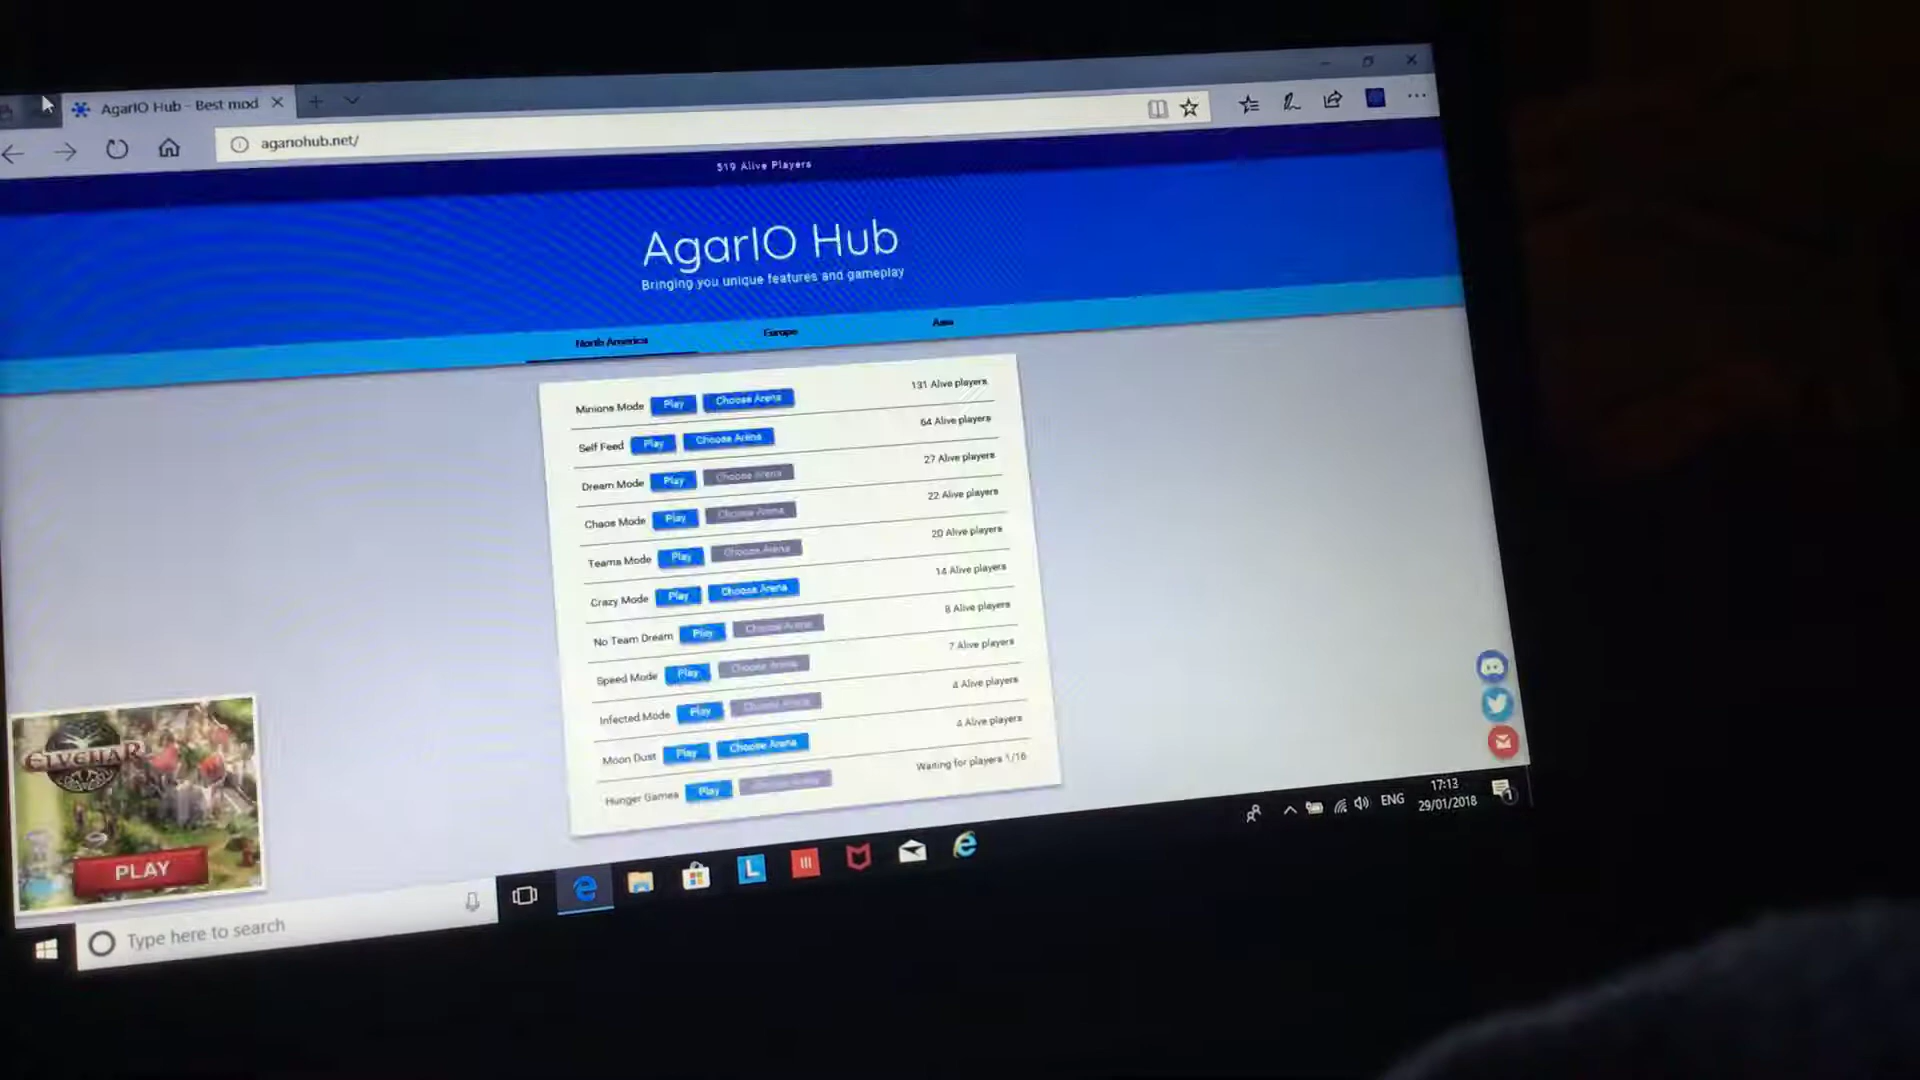 AgarIO Hub - Best mod
agariohub.net/
519 Alive Players
AgarIO Hub
Bringing you unique features and gameplay
North America Europe Asia
Minions Mode Play Choose Arena 131 Alive players
Self Feed Play Choose Arena 64 Alive players
Dream Mode Play Choose Arena 27 Alive players
Chaos Mode Play Choose Arena 22 Alive players
Teams Mode Play Choose Arena 20 Alive players
Crazy Mode Play Choose Arena 14 Alive players
No Team Dream Play Choose Arena 8 Alive players
Speed Mode Play Choose Arena 7 Alive players
Infected Mode Play Choose Arena 4 Alive players
Moon Dust Play Choose Arena 4 Alive players
Hunger Games Play Choose Arena Waiting for players 1/16
ELVENAR
PLAY
Type here to search
L
ENG
17:13
29/01/2018
1